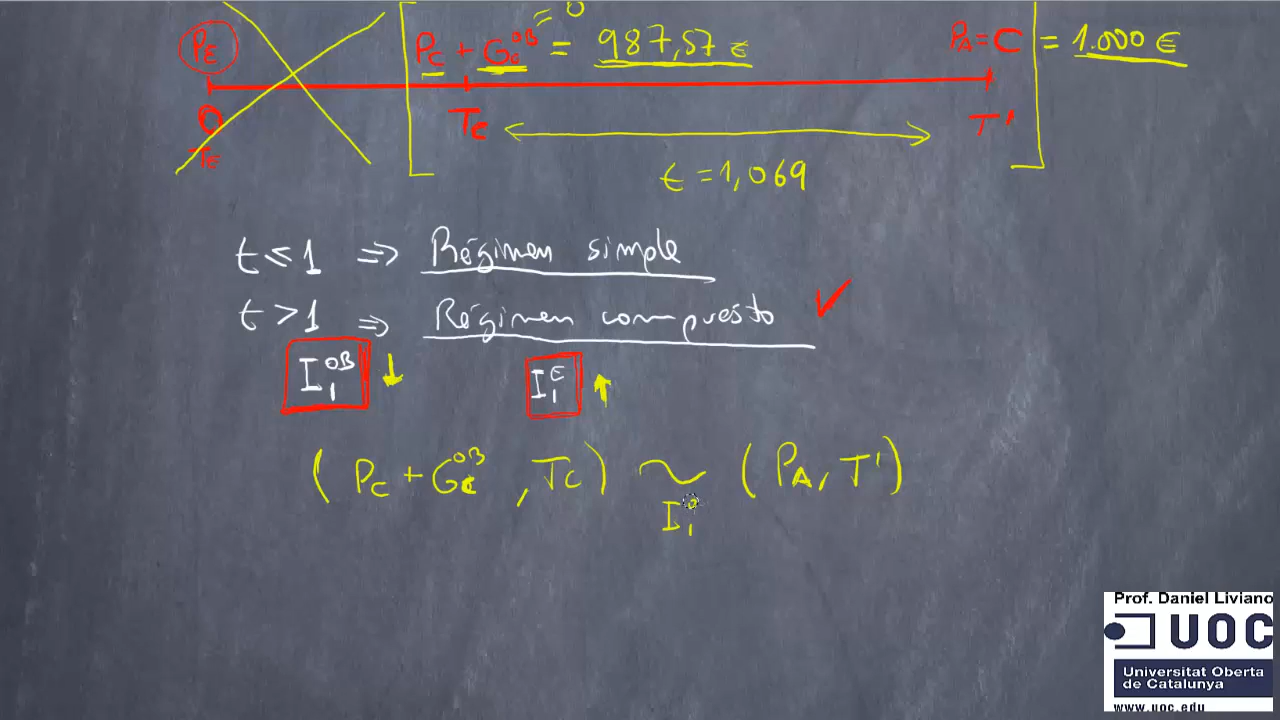 = 0
P_E P_C + G_C^OB = 987,57 € P_A = C = 1.000 €
0 T_C T'
T_E
t = 1,069
t ≤ 1 ⇒ Régimen simple
t > 1 ⇒ Régimen compuesto ✓
I_1^OB ↓ I_1^E ↑
( P_C + G_C^OB , T_C ) ~ ( P_A , T' )
I_1
Prof. Daniel Liviano
UOC
Universitat Oberta
de Catalunya
www.uoc.edu